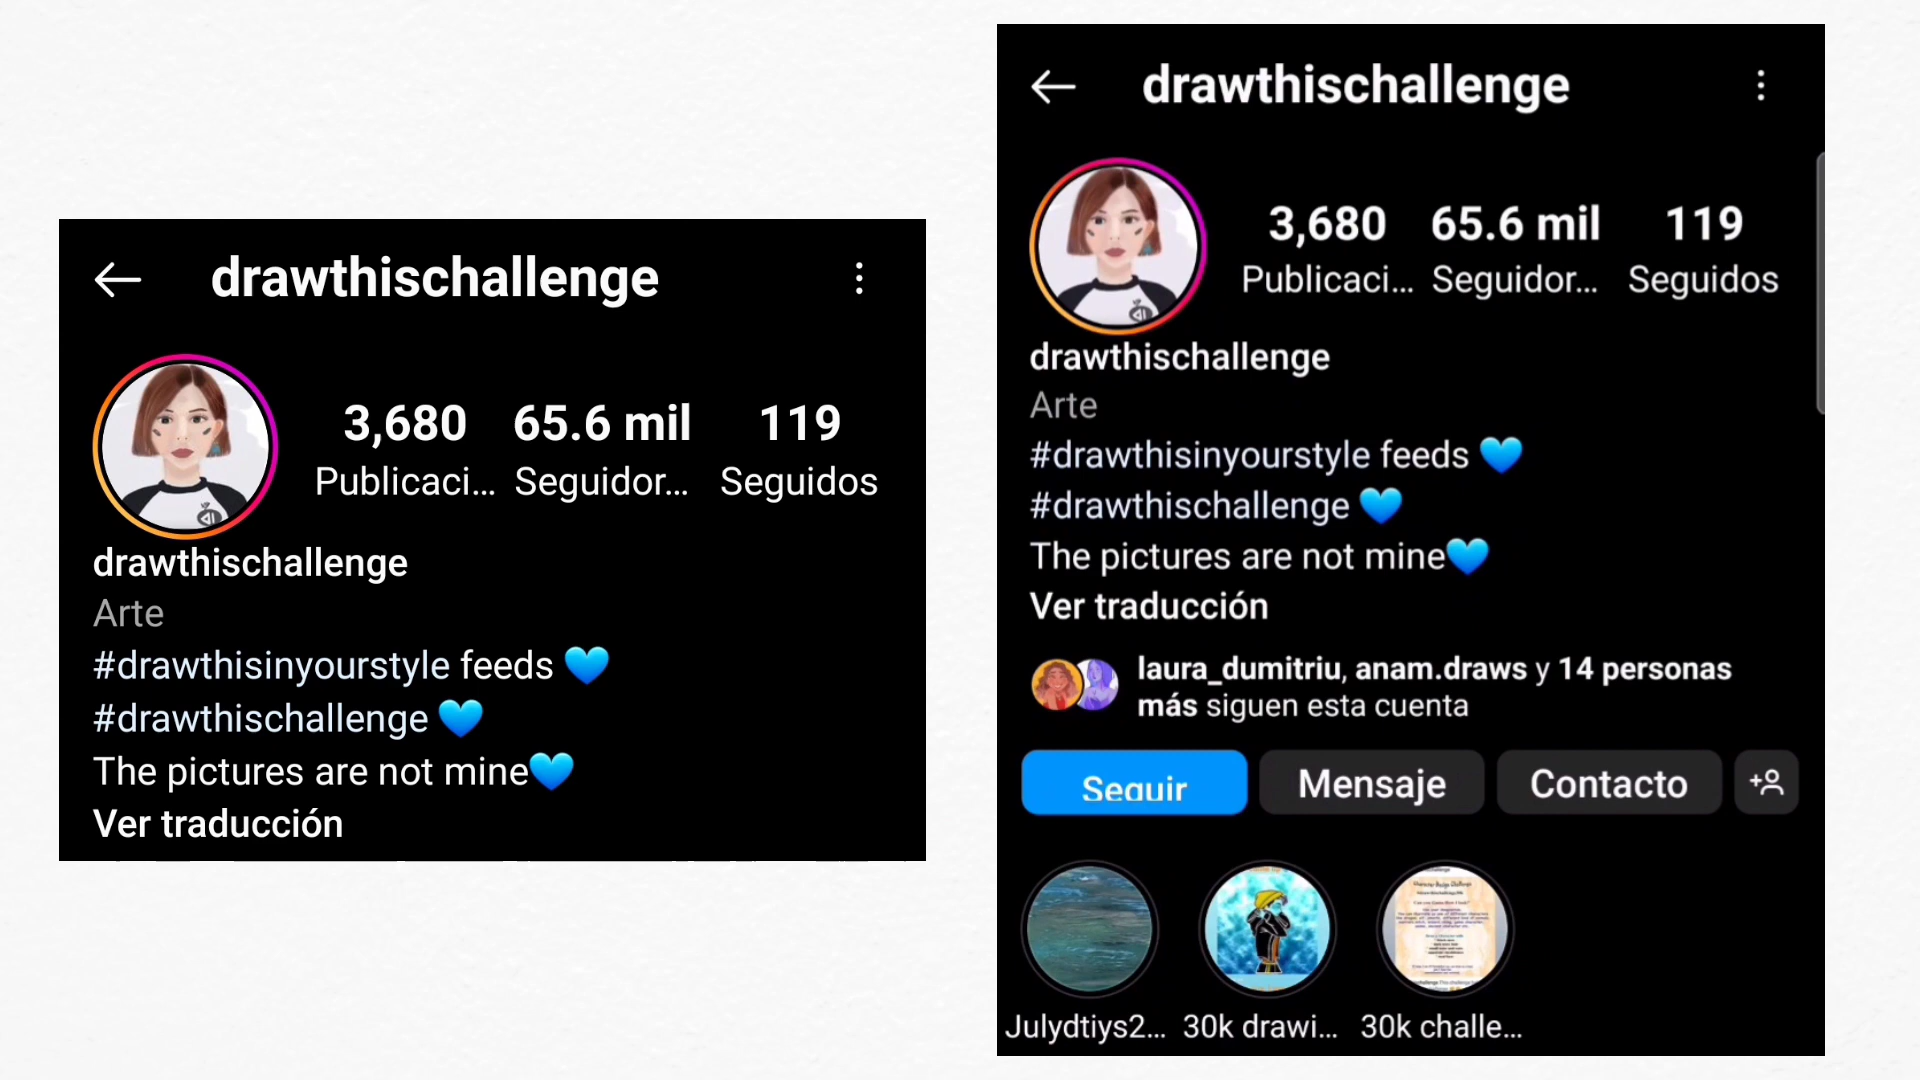 drawthischallenge
3,680 65.6 mil 119
Publicaci... Seguidor... Seguidos
drawthischallenge
Arte
#drawthisinyourstyle feeds 💙
#drawthischallenge 💙
The pictures are not mine💙
Ver traducción
drawthischallenge
3,680 65.6 mil 119
Publicaci... Seguidor... Seguidos
drawthischallenge
Arte
#drawthisinyourstyle feeds 💙
#drawthischallenge 💙
The pictures are not mine💙
Ver traducción
laura_dumitriu, anam.draws y 14 personas
más siguen esta cuenta
Seguir Mensaje Contacto
Julydtiys2... 30k drawi... 30k challe...